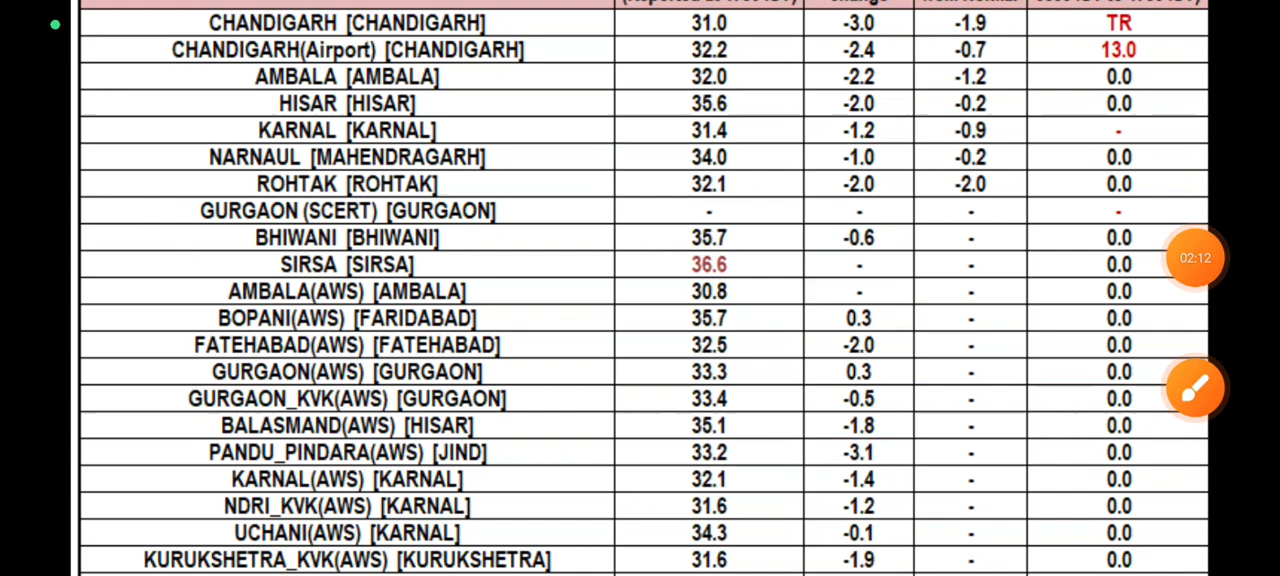 CHANDIGARH [CHANDIGARH] 31.0 -3.0 -1.9 TR
CHANDIGARH(Airport) [CHANDIGARH] 32.2 -2.4 -0.7 13.0
AMBALA [AMBALA] 32.0 -2.2 -1.2 0.0
HISAR [HISAR] 35.6 -2.0 -0.2 0.0
KARNAL [KARNAL] 31.4 -1.2 -0.9 -
NARNAUL [MAHENDRAGARH] 34.0 -1.0 -0.2 0.0
ROHTAK [ROHTAK] 32.1 -2.0 -2.0 0.0
GURGAON (SCERT) [GURGAON] - - - -
BHIWANI [BHIWANI] 35.7 -0.6 - 0.0
SIRSA [SIRSA] 36.6 - - 0.0
02:12
AMBALA(AWS) [AMBALA] 30.8 - - 0.0
BOPANI(AWS) [FARIDABAD] 35.7 0.3 - 0.0
FATEHABAD(AWS) [FATEHABAD] 32.5 -2.0 - 0.0
GURGAON(AWS) [GURGAON] 33.3 0.3 - 0.0
GURGAON_KVK(AWS) [GURGAON] 33.4 -0.5 - 0.0
BALASMAND(AWS) [HISAR] 35.1 -1.8 - 0.0
PANDU_PINDARA(AWS) [JIND] 33.2 -3.1 - 0.0
KARNAL(AWS) [KARNAL] 32.1 -1.4 - 0.0
NDRI_KVK(AWS) [KARNAL] 31.6 -1.2 - 0.0
UCHANI(AWS) [KARNAL] 34.3 -0.1 - 0.0
KURUKSHETRA_KVK(AWS) [KURUKSHETRA] 31.6 -1.9 - 0.0